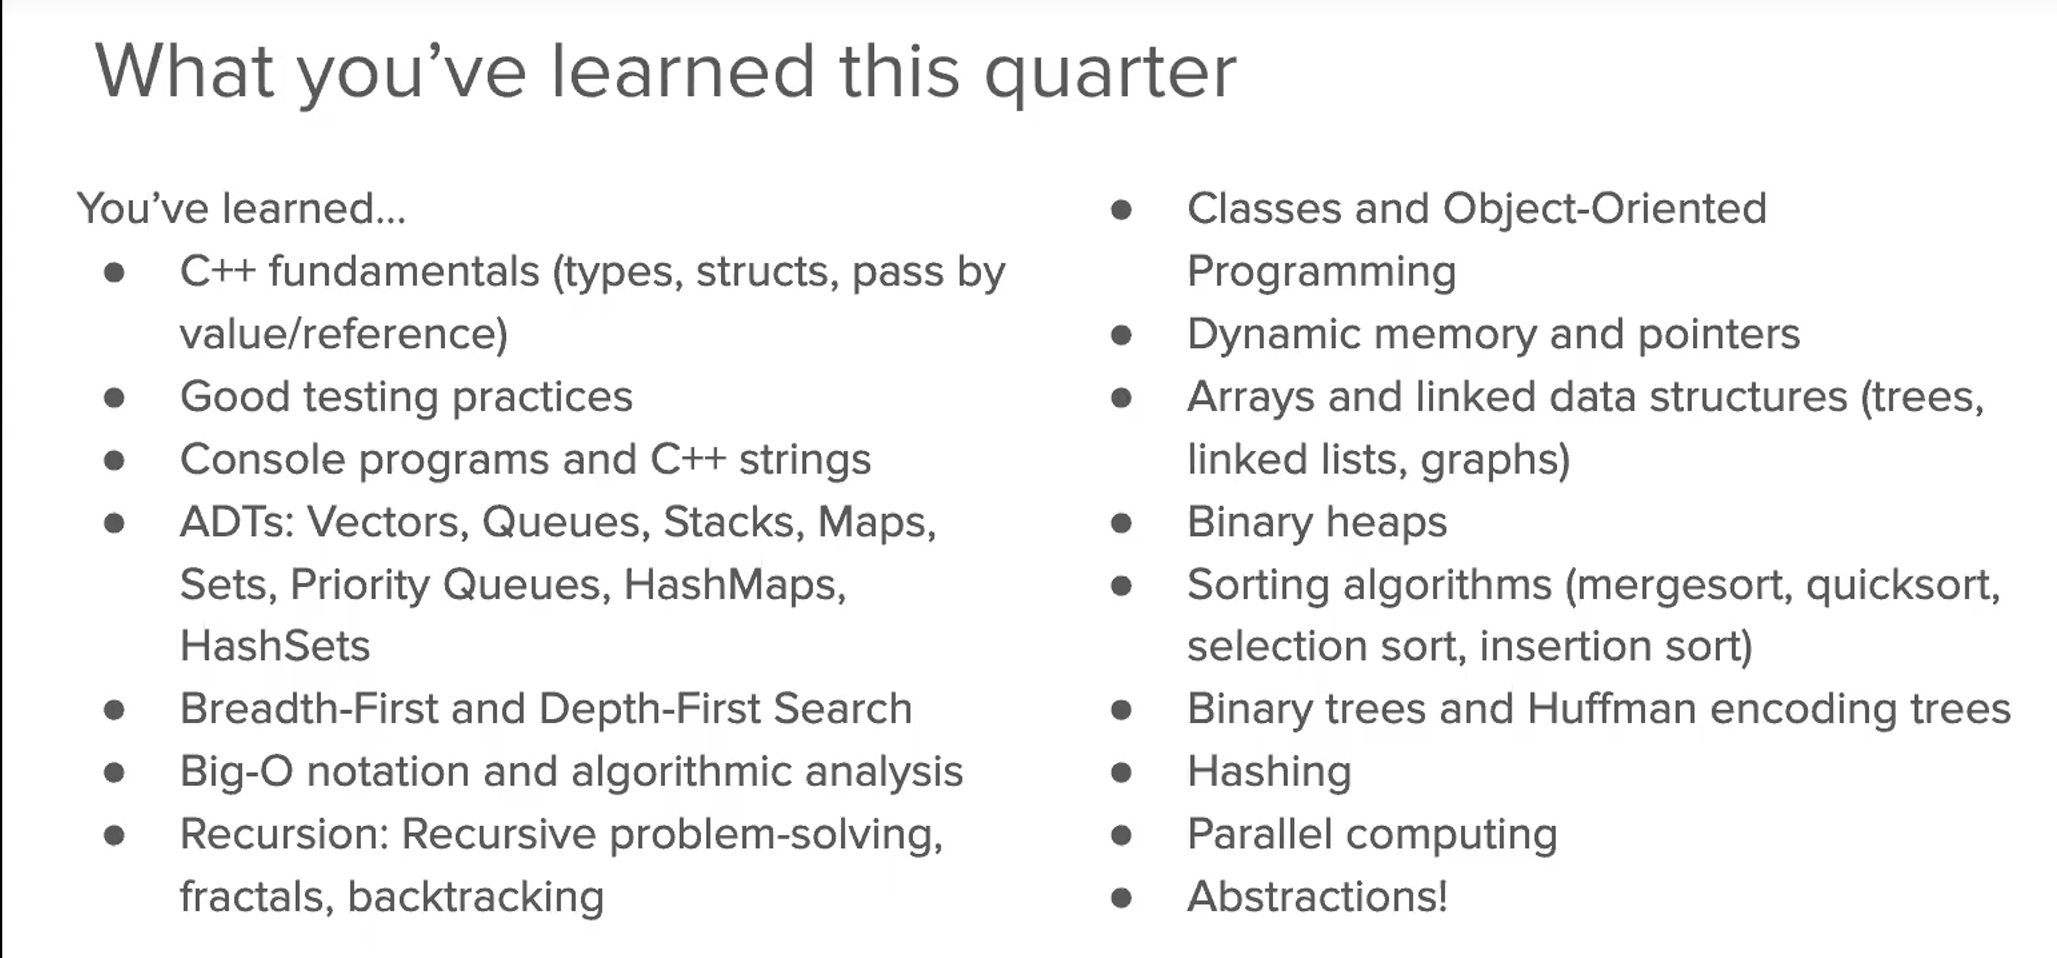 What you’ve learned this quarter
You’ve learned...
● C++ fundamentals (types, structs, pass by
value/reference)
● Good testing practices
● Console programs and C++ strings
● ADTs: Vectors, Queues, Stacks, Maps,
Sets, Priority Queues, HashMaps,
HashSets
● Breadth-First and Depth-First Search
● Big-O notation and algorithmic analysis
● Recursion: Recursive problem-solving,
fractals, backtracking
● Classes and Object-Oriented
Programming
● Dynamic memory and pointers
● Arrays and linked data structures (trees,
linked lists, graphs)
● Binary heaps
● Sorting algorithms (mergesort, quicksort,
selection sort, insertion sort)
● Binary trees and Huffman encoding trees
● Hashing
● Parallel computing
● Abstractions!